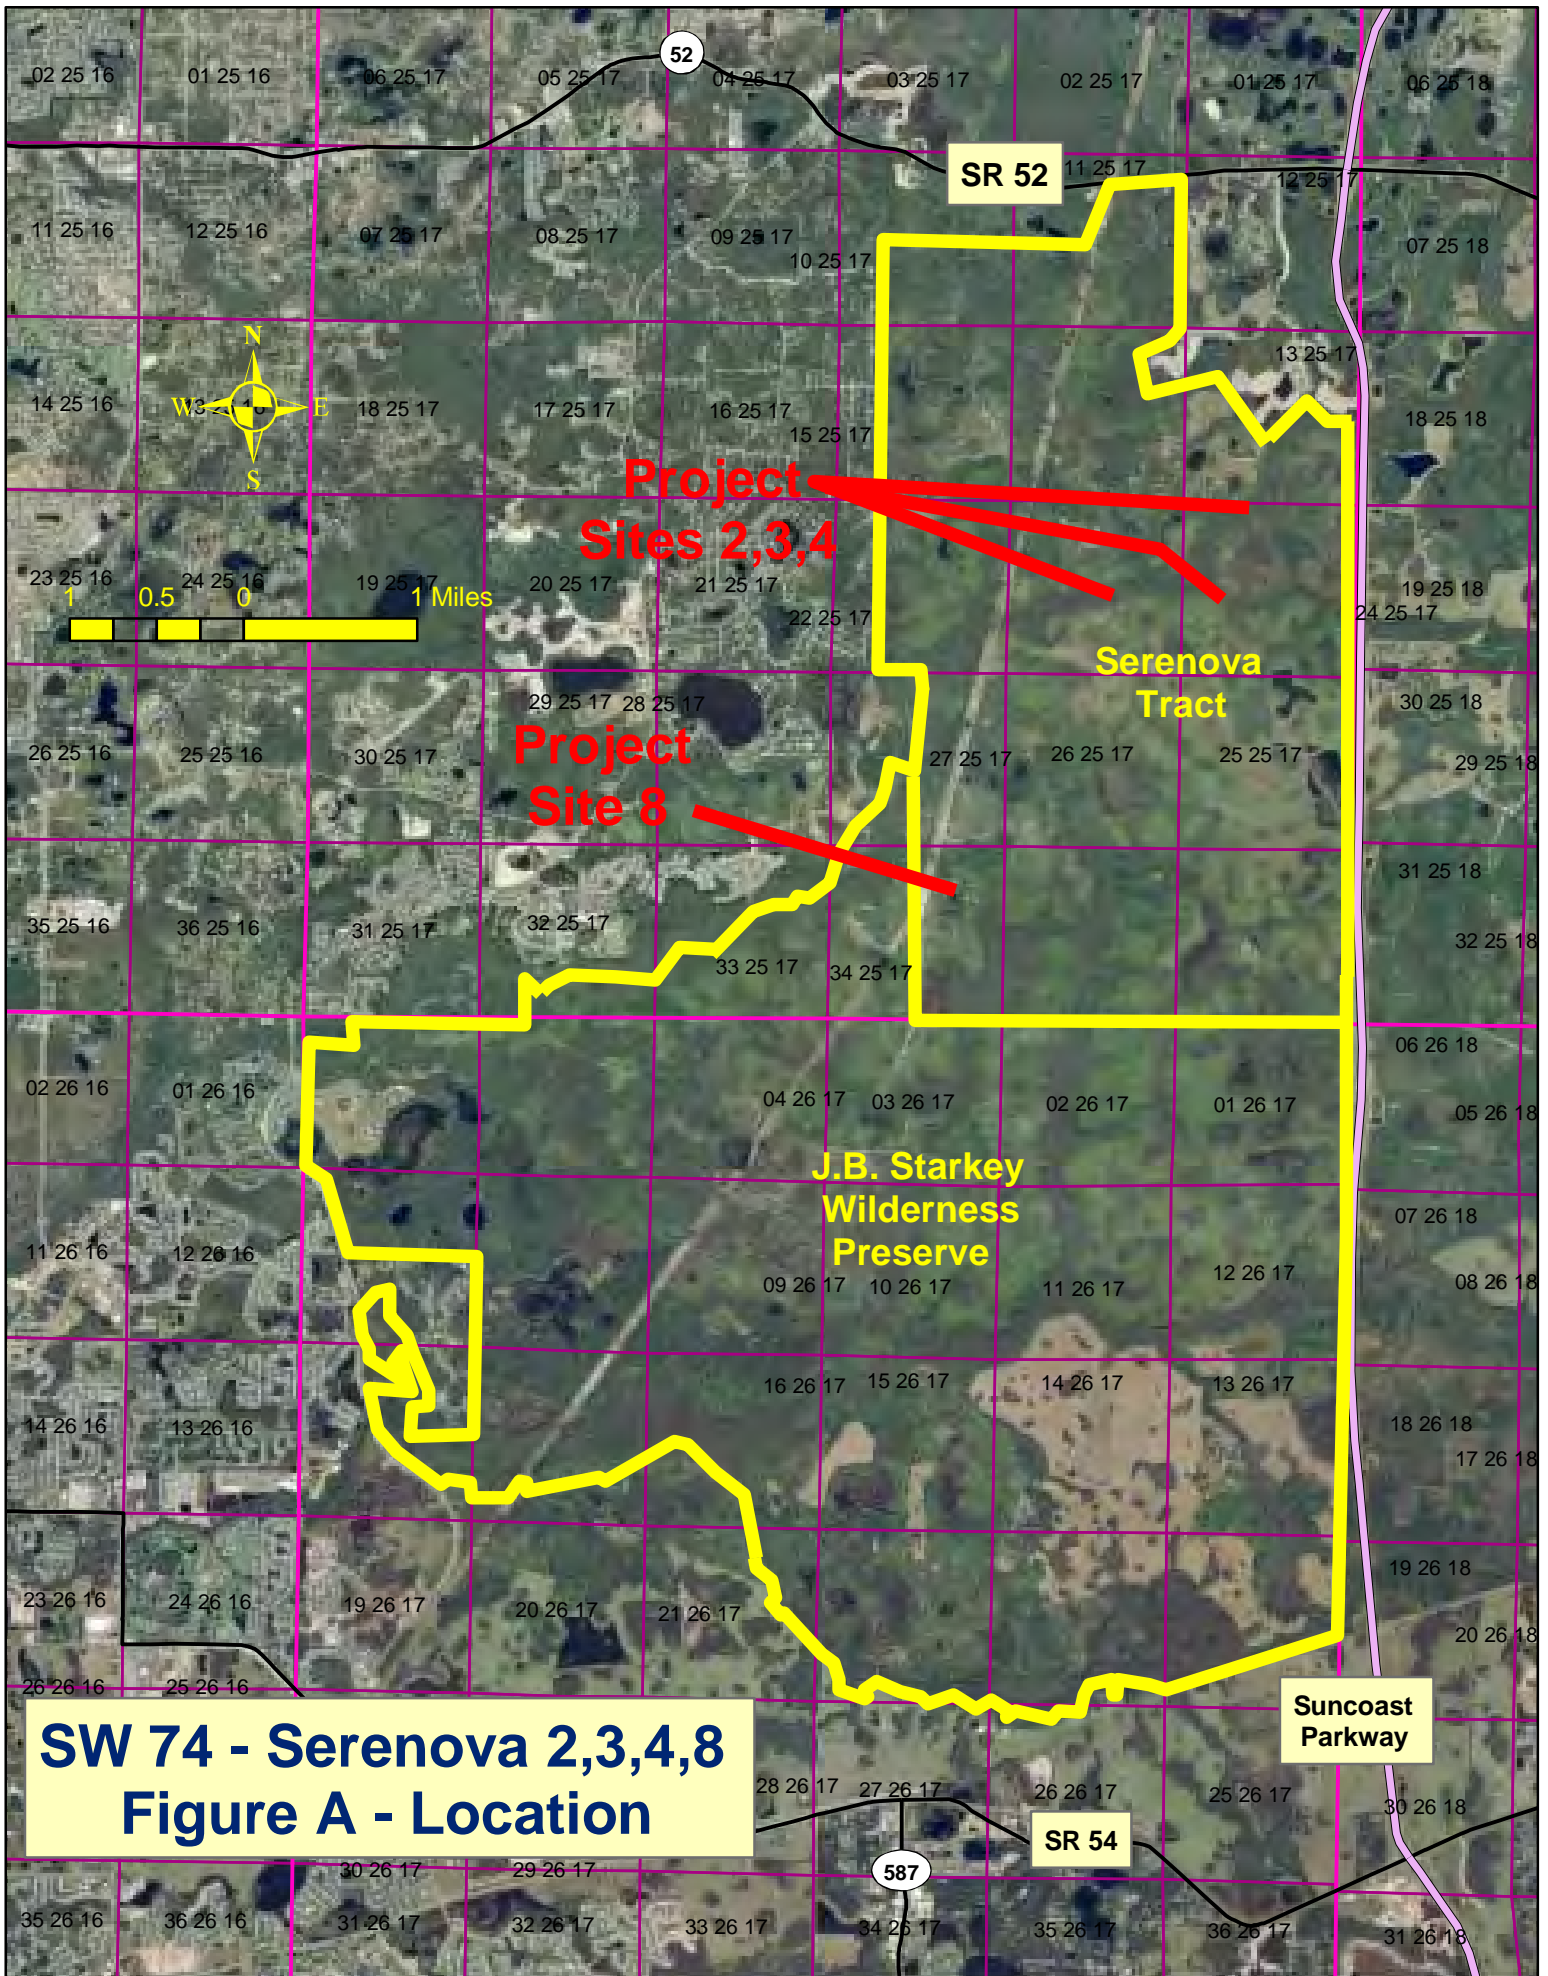 52
02 25 16
01 25 16
06 25 17
05 25 17
04 25 17
03 25 17
02 25 17
01 25 17
06 25 18
SR 52
11 25 17
12 25 17
11 25 16
12 25 16
07 25 17
08 25 17
09 25 17
10 25 17
07 25 18
N
W
E
S
13 25 17
14 25 16
13 25 16
18 25 17
17 25 17
16 25 17
15 25 17
18 25 18
Project
Sites 2,3,4
23 25 16
24 25 16
19 25 17
20 25 17
21 25 17
22 25 17
19 25 18
24 25 17
1 0.5 0 1 Miles
Serenova
Tract
29 25 17
28 25 17
30 25 18
26 25 16
25 25 16
30 25 17
27 25 17
26 25 17
25 25 17
29 25 18
Project
Site 8
31 25 18
35 25 16
36 25 16
31 25 17
32 25 17
33 25 17
34 25 17
32 25 18
06 26 18
02 26 16
01 26 16
04 26 17
03 26 17
02 26 17
01 26 17
05 26 18
J.B. Starkey
Wilderness
Preserve
07 26 18
11 26 16
12 26 16
09 26 17
10 26 17
11 26 17
12 26 17
08 26 18
16 26 17
15 26 17
14 26 17
13 26 17
14 26 16
13 26 16
18 26 18
17 26 18
19 26 18
23 26 16
24 26 16
19 26 17
20 26 17
21 26 17
20 26 18
26 26 16
25 26 16
Suncoast
Parkway
SW 74 - Serenova 2,3,4,8
Figure A - Location
28 26 17
27 26 17
26 26 17
25 26 17
30 26 18
SR 54
587
30 26 17
29 26 17
35 26 16
36 26 16
31 26 17
32 26 17
33 26 17
34 26 17
35 26 17
36 26 17
31 26 18